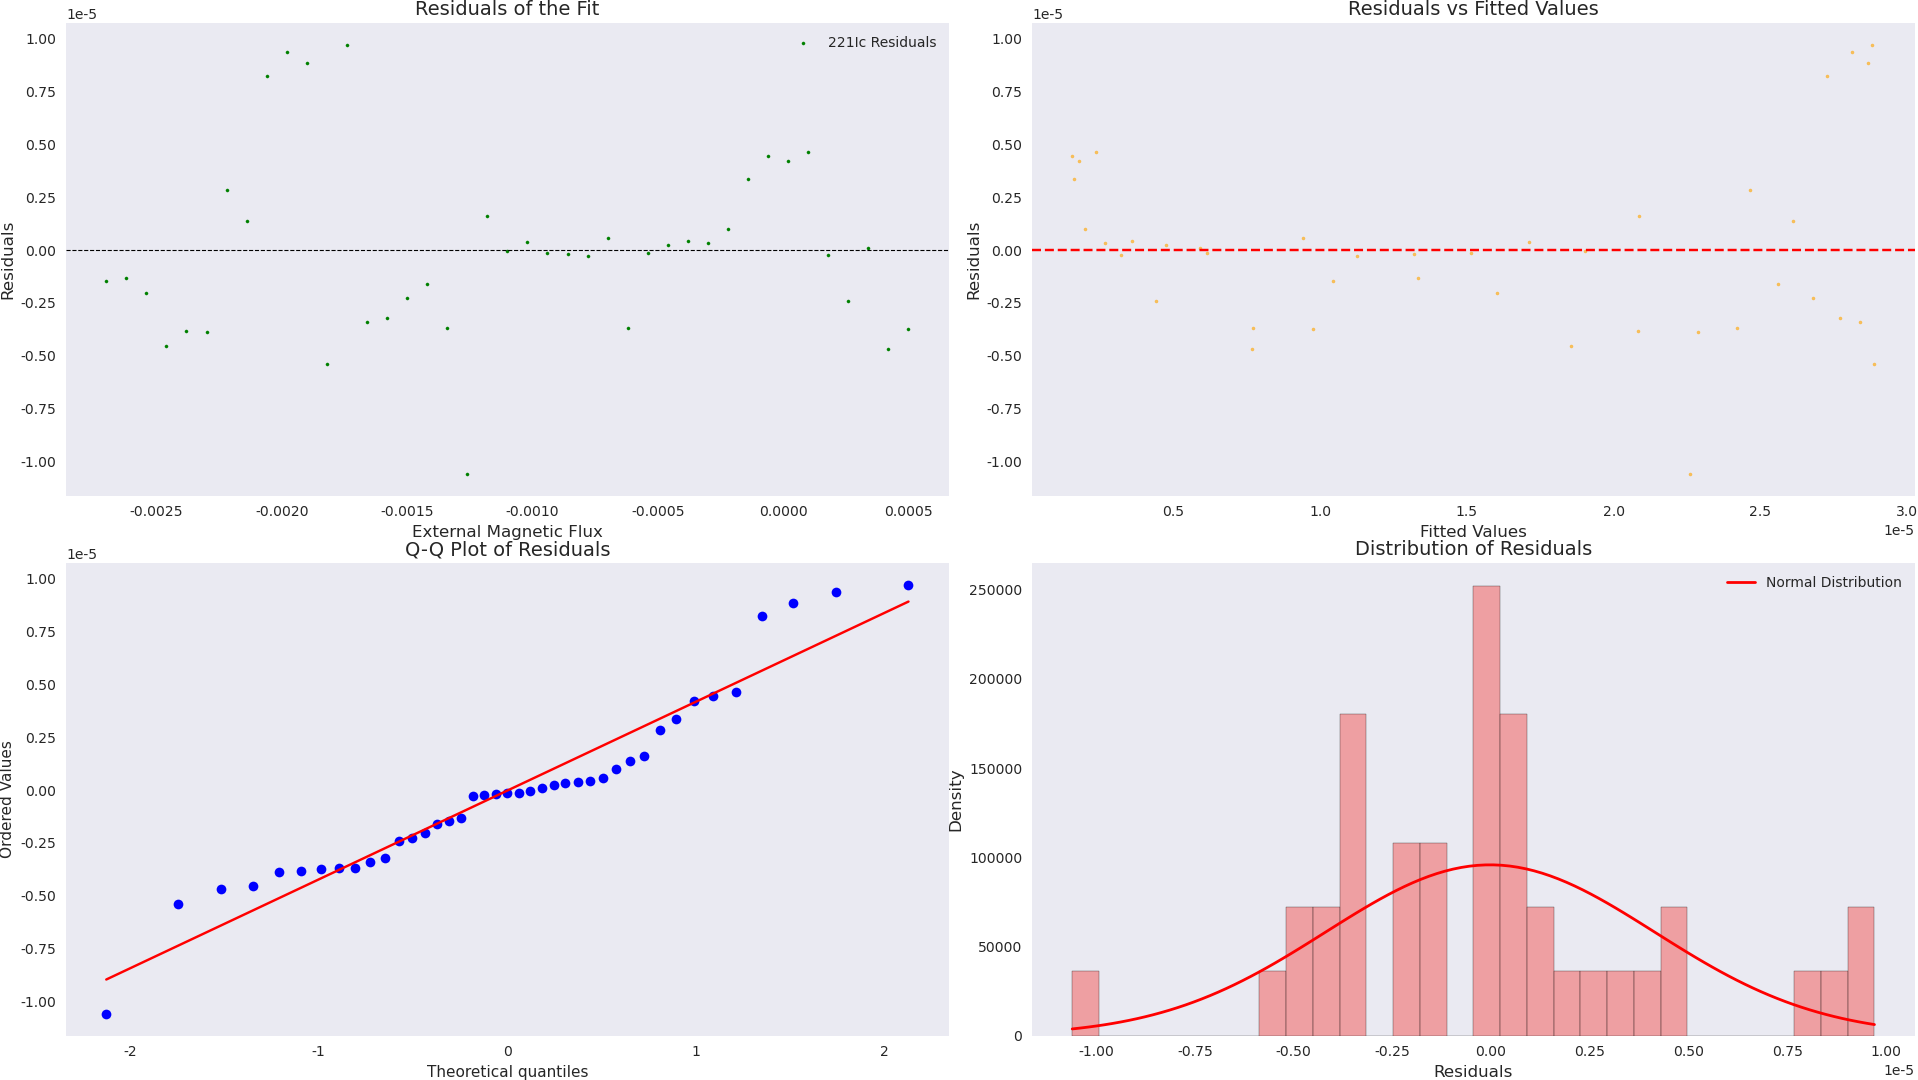 Residuals of the Fit
1e-5
221Ic Residuals
1.00
0.75
0.50
0.25
0.00
-0.25
-0.50
-0.75
-1.00
Residuals
-0.0025 -0.0020 -0.0015 -0.0010 -0.0005 0.0000 0.0005
External Magnetic Flux
Residuals vs Fitted Values
1e-5
1.00
0.75
0.50
0.25
0.00
-0.25
-0.50
-0.75
-1.00
Residuals
0.5 1.0 1.5 2.0 2.5 3.0
1e-5
Fitted Values
Q-Q Plot of Residuals
1e-5
1.00
0.75
0.50
0.25
0.00
-0.25
-0.50
-0.75
-1.00
Ordered Values
-2 -1 0 1 2
Theoretical quantiles
Distribution of Residuals
Normal Distribution
250000
200000
150000
100000
50000
0
Density
-1.00 -0.75 -0.50 -0.25 0.00 0.25 0.50 0.75 1.00
1e-5
Residuals